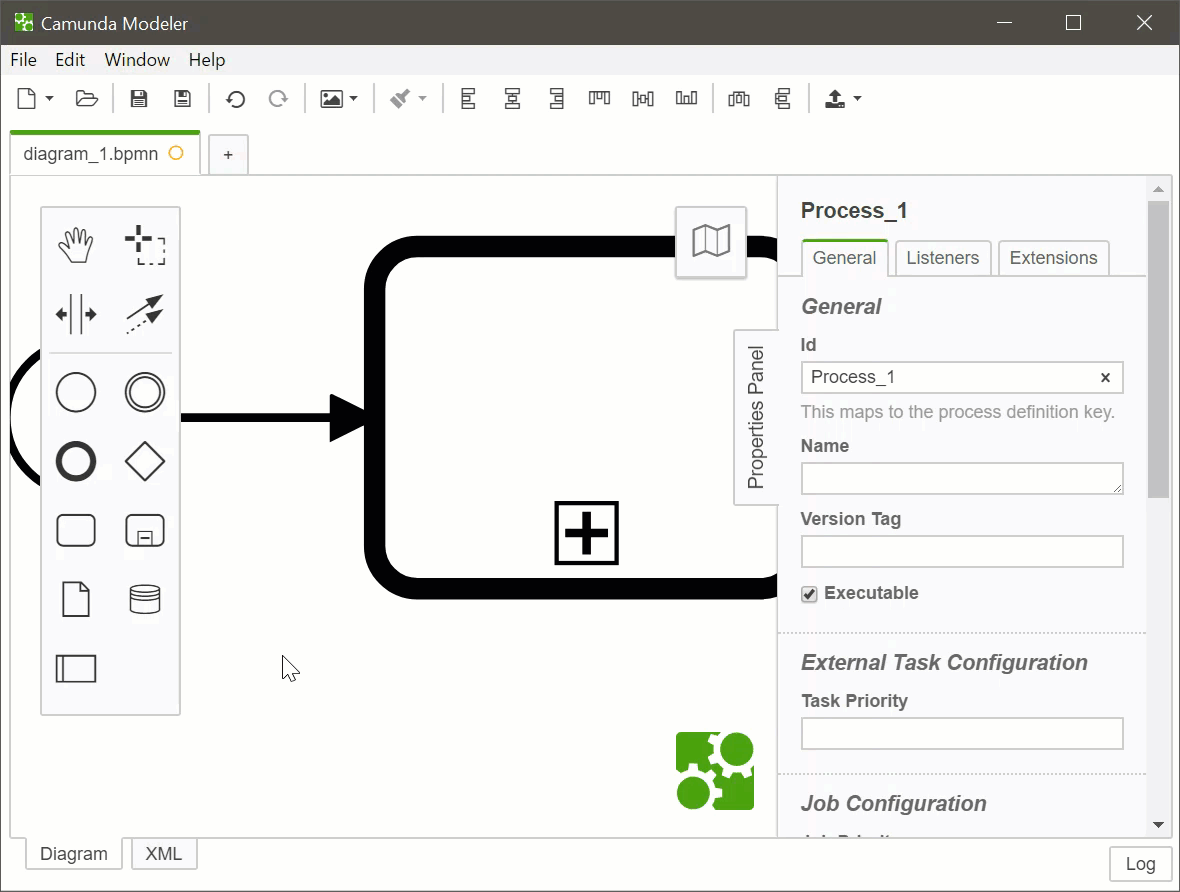 Camunda Modeler
File Edit Window Help
diagram_1.bpmn
+
Process_1
General Listeners Extensions
General
Id
Process_1
This maps to the process definition key.
Name
Version Tag
Executable
External Task Configuration
Task Priority
Job Configuration
Properties Panel
Diagram XML
Log